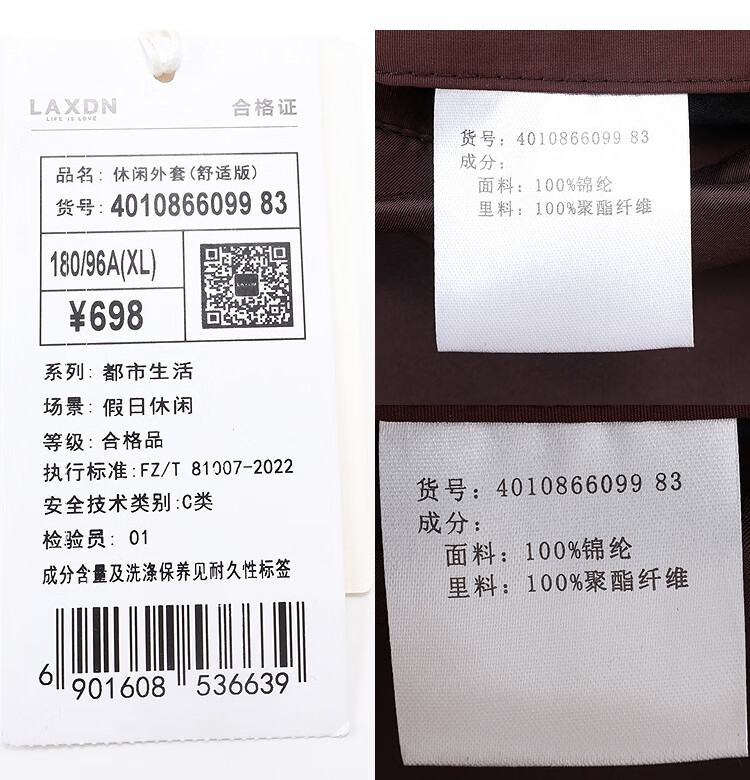 LAXDN
LIFE IS LOVE
合格证
品名: 休闲外套(舒适版)
货号: 4010866099 83
180/96A(XL)
¥698
LAXDN
系列: 都市生活
场景: 假日休闲
等级: 合格品
执行标准:FZ/T 81007-2022
安全技术类别:C类
检验员: 01
成分含量及洗涤保养见耐久性标签
6 901608 536639
货号: 4010866099 83
成分:
面料: 100%锦纶
里料: 100%聚酯纤维
货号: 4010866099 83
成分:
面料: 100%锦纶
里料: 100%聚酯纤维